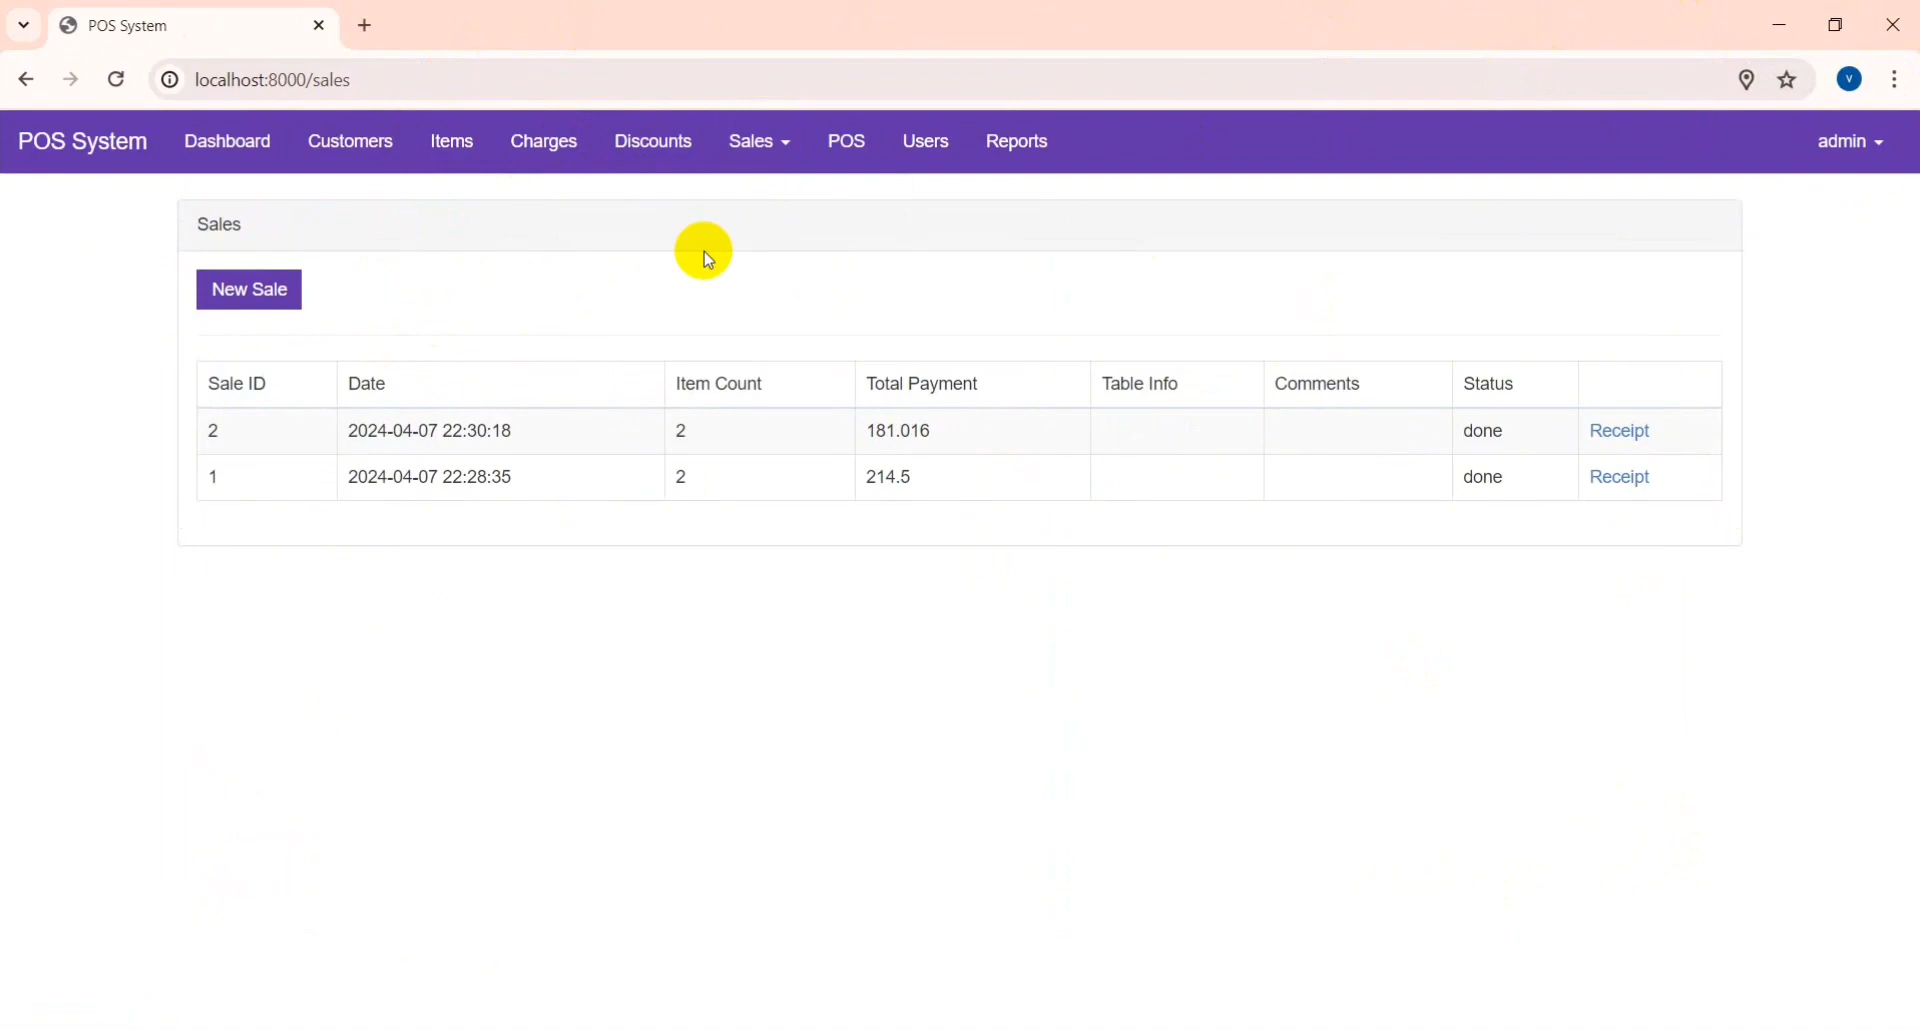 POS System
localhost:8000/sales
V
POS System Dashboard Customers Items Charges Discounts Sales POS Users Reports admin
Sales
New Sale
Sale ID Date Item Count Total Payment Table Info Comments Status
2 2024-04-07 22:30:18 2 181.016 done Receipt
1 2024-04-07 22:28:35 2 214.5 done Receipt